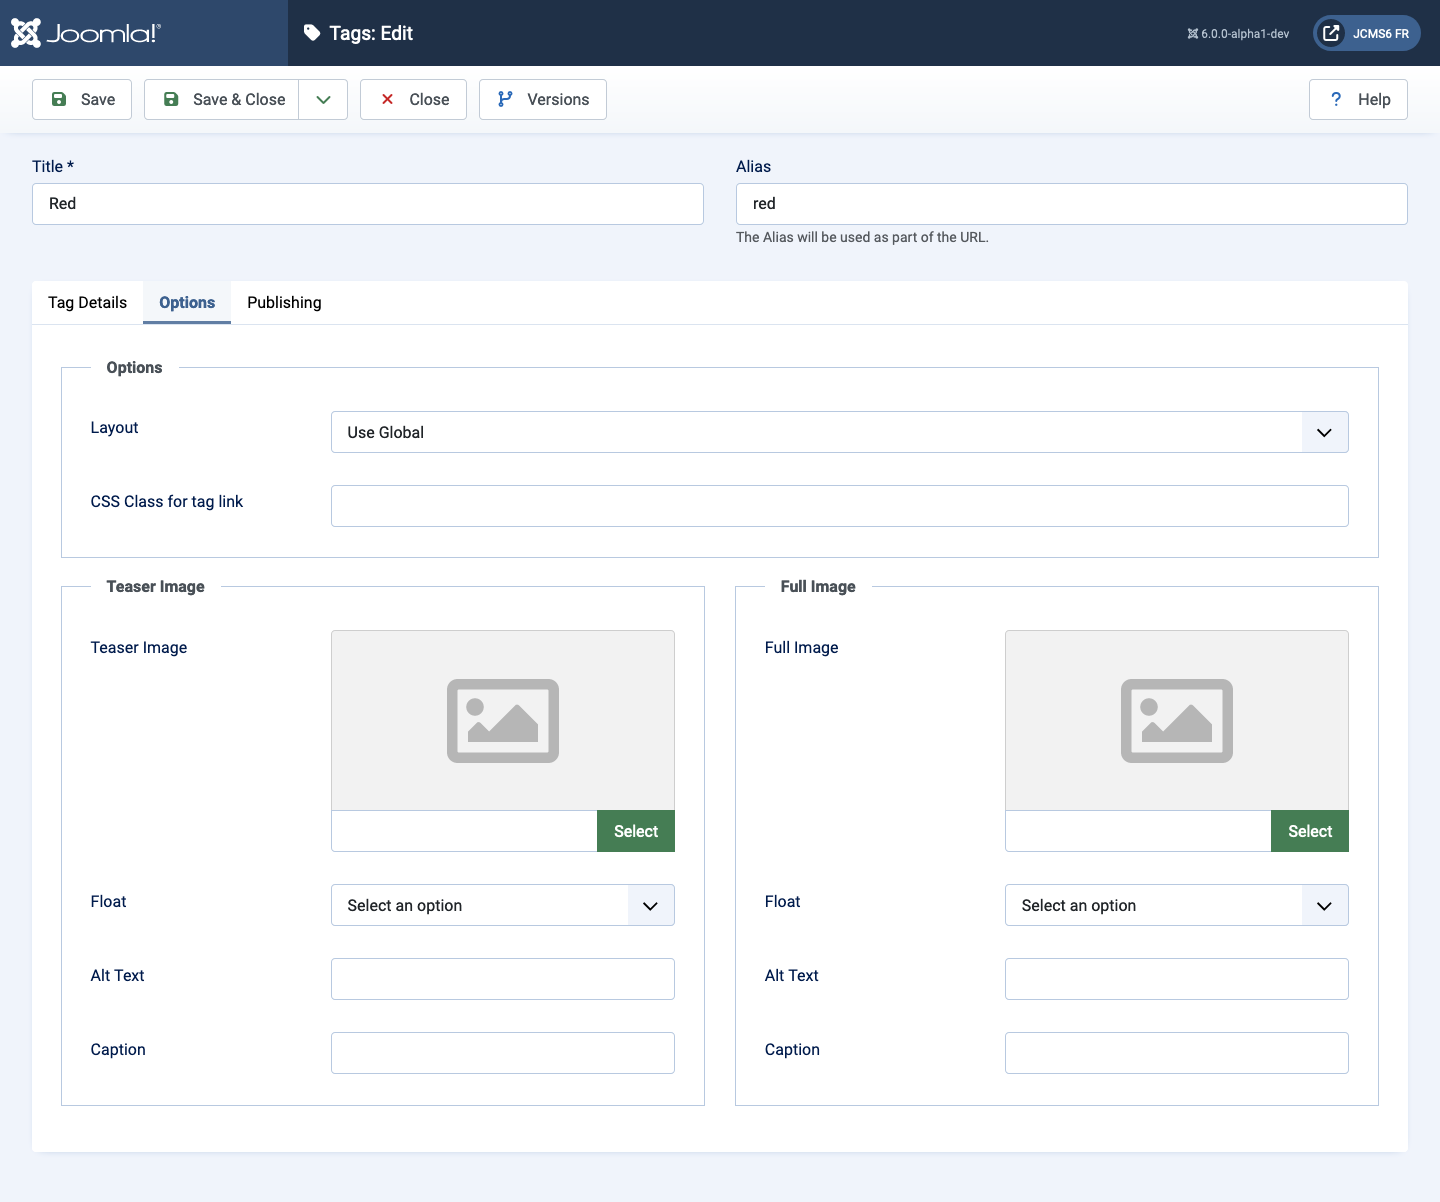 Joomla!®
Tags: Edit
6.0.0-alpha1-dev
JCMS6 FR
Save
Save & Close
Close
Versions
? Help
Title *
Alias
Red
red
The Alias will be used as part of the URL.
Tag Details
Options
Publishing
Options
Layout
Use Global
CSS Class for tag link
Teaser Image
Teaser Image
Select
Float
Select an option
Alt Text
Caption
Full Image
Full Image
Select
Float
Select an option
Alt Text
Caption